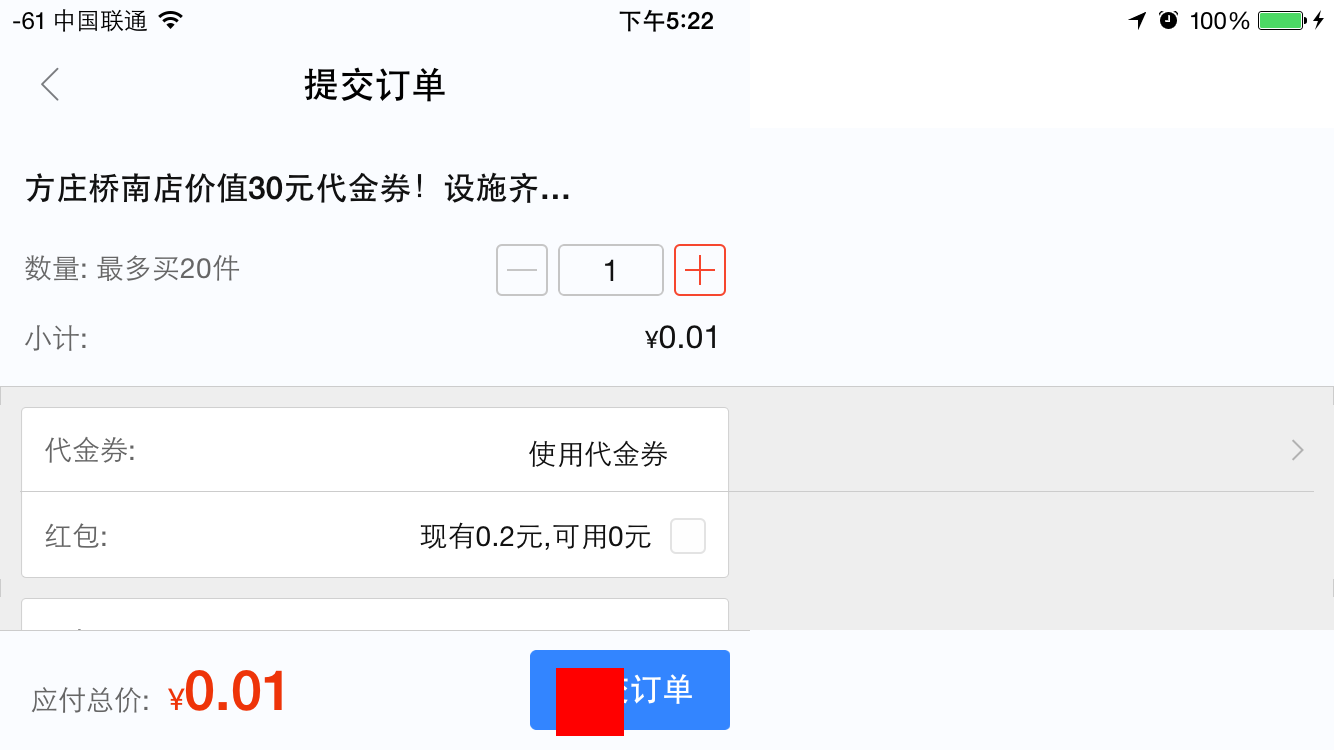 -61 中国联通 下午5:22 100%
提交订单
方庄桥南店价值30元代金券！设施齐...
数量: 最多买20件 1
小计: ¥0.01
代金券: 使用代金券
红包: 现有0.2元,可用0元
应付总价: ¥0.01 订单